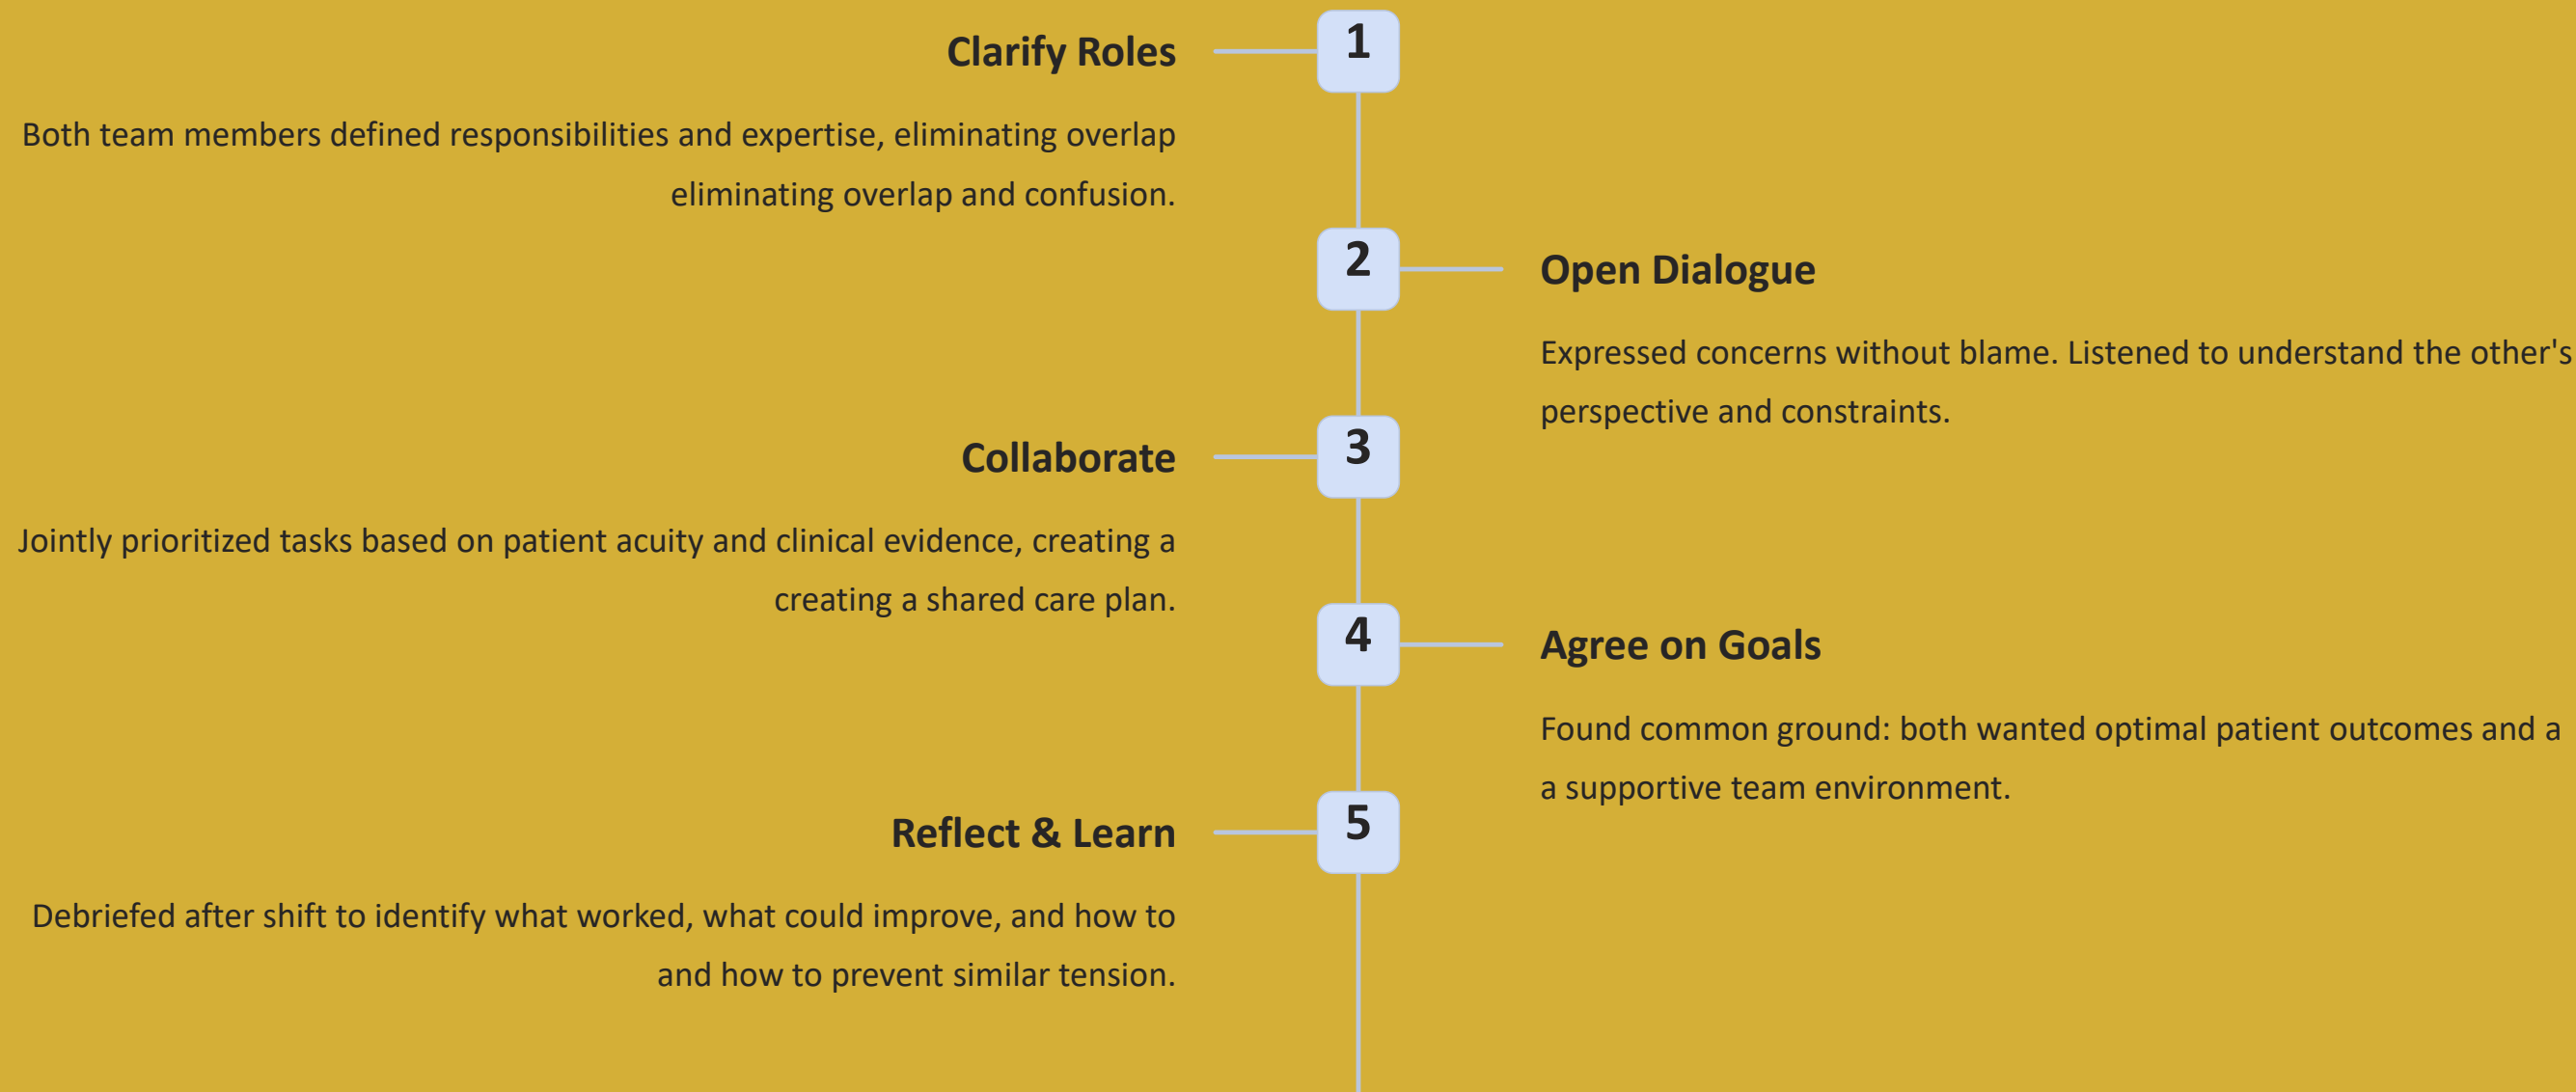 1
Clarify Roles
Both team members defined responsibilities and expertise, eliminating overlap
eliminating overlap and confusion.
2
Open Dialogue
Expressed concerns without blame. Listened to understand the other's
perspective and constraints.
3
Collaborate
Jointly prioritized tasks based on patient acuity and clinical evidence, creating a
creating a shared care plan.
4
Agree on Goals
Found common ground: both wanted optimal patient outcomes and a
a supportive team environment.
5
Reflect & Learn
Debriefed after shift to identify what worked, what could improve, and how to
and how to prevent similar tension.